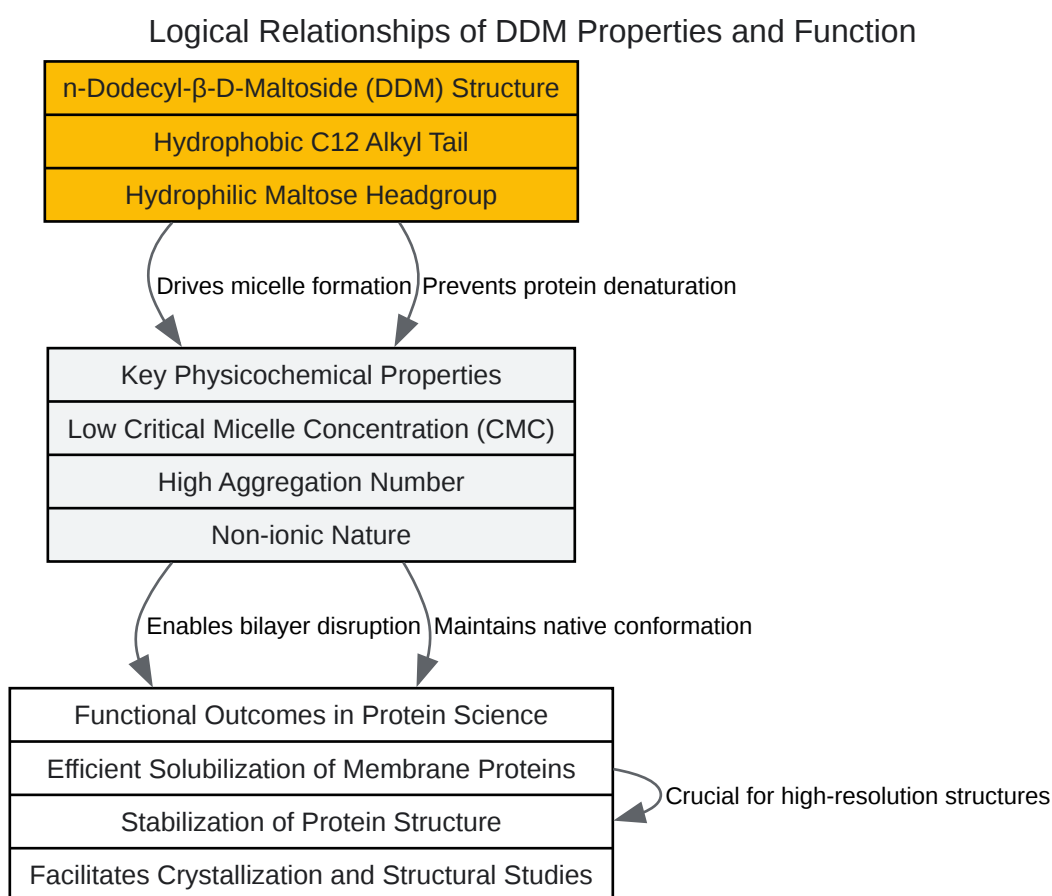 Logical Relationships of DDM Properties and Function
n-Dodecyl-β-D-Maltoside (DDM) Structure
Hydrophobic C12 Alkyl Tail
Hydrophilic Maltose Headgroup
Drives micelle formation
Prevents protein denaturation
Key Physicochemical Properties
Low Critical Micelle Concentration (CMC)
High Aggregation Number
Non-ionic Nature
Enables bilayer disruption
Maintains native conformation
Functional Outcomes in Protein Science
Efficient Solubilization of Membrane Proteins
Crucial for high-resolution structures
Stabilization of Protein Structure
Facilitates Crystallization and Structural Studies